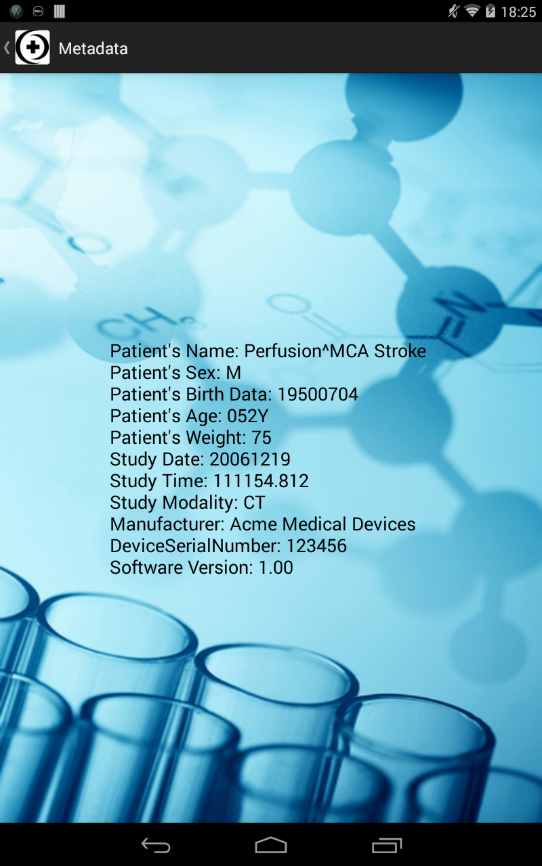 18:25
Metadata
CH3
N
Patient's Name: Perfusion^MCA Stroke
Patient's Sex: M
Patient's Birth Data: 19500704
Patient's Age: 052Y
Patient's Weight: 75
Study Date: 20061219
Study Time: 111154.812
Study Modality: CT
Manufacturer: Acme Medical Devices
DeviceSerialNumber: 123456
Software Version: 1.00